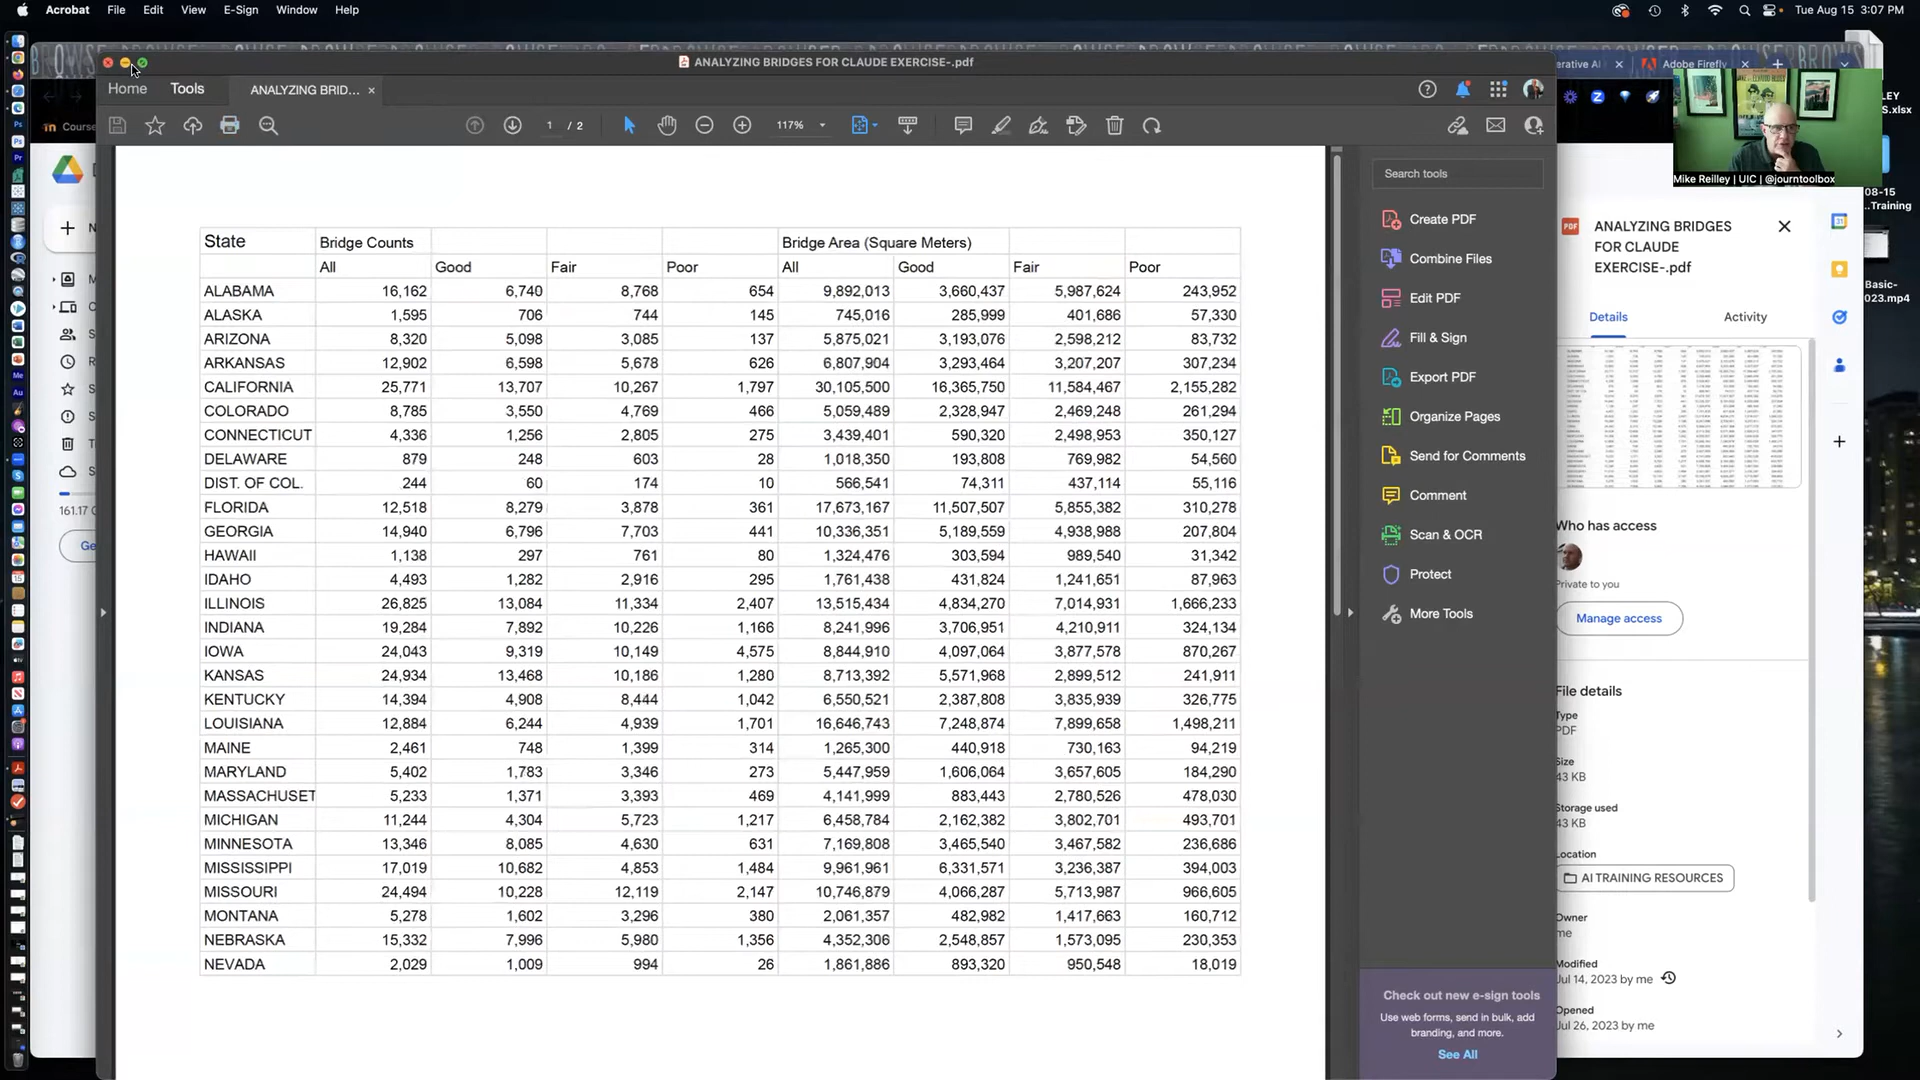 Acrobat File Edit View E-Sign Window Help Tue Aug 15 3:07 PM
ANALYZING BRIDGES FOR CLAUDE EXERCISE-.pdf
erative AI Adobe Firefly
Home Tools ANALYZING BRID...
1 / 2 117%
Course
Mike Reilley | UIC | @journtoolbox
State Bridge Counts Bridge Area (Square Meters)
All Good Fair Poor All Good Fair Poor
ALABAMA 16,162 6,740 8,768 654 9,892,013 3,660,437 5,987,624 243,952
ALASKA 1,595 706 744 145 745,016 285,999 401,686 57,330
ARIZONA 8,320 5,098 3,085 137 5,875,021 3,193,076 2,598,212 83,732
ARKANSAS 12,902 6,598 5,678 626 6,807,904 3,293,464 3,207,207 307,234
CALIFORNIA 25,771 13,707 10,267 1,797 30,105,500 16,365,750 11,584,467 2,155,282
COLORADO 8,785 3,550 4,769 466 5,059,489 2,328,947 2,469,248 261,294
CONNECTICUT 4,336 1,256 2,805 275 3,439,401 590,320 2,498,953 350,127
DELAWARE 879 248 603 28 1,018,350 193,808 769,982 54,560
DIST. OF COL. 244 60 174 10 566,541 74,311 437,114 55,116
FLORIDA 12,518 8,279 3,878 361 17,673,167 11,507,507 5,855,382 310,278
GEORGIA 14,940 6,796 7,703 441 10,336,351 5,189,559 4,938,988 207,804
HAWAII 1,138 297 761 80 1,324,476 303,594 989,540 31,342
IDAHO 4,493 1,282 2,916 295 1,761,438 431,824 1,241,651 87,963
ILLINOIS 26,825 13,084 11,334 2,407 13,515,434 4,834,270 7,014,931 1,666,233
INDIANA 19,284 7,892 10,226 1,166 8,241,996 3,706,951 4,210,911 324,134
IOWA 24,043 9,319 10,149 4,575 8,844,910 4,097,064 3,877,578 870,267
KANSAS 24,934 13,468 10,186 1,280 8,713,392 5,571,968 2,899,512 241,911
KENTUCKY 14,394 4,908 8,444 1,042 6,550,521 2,387,808 3,835,939 326,775
LOUISIANA 12,884 6,244 4,939 1,701 16,646,743 7,248,874 7,899,658 1,498,211
MAINE 2,461 748 1,399 314 1,265,300 440,918 730,163 94,219
MARYLAND 5,402 1,783 3,346 273 5,447,959 1,606,064 3,657,605 184,290
MASSACHUSET 5,233 1,371 3,393 469 4,141,999 883,443 2,780,526 478,030
MICHIGAN 11,244 4,304 5,723 1,217 6,458,784 2,162,382 3,802,701 493,701
MINNESOTA 13,346 8,085 4,630 631 7,169,808 3,465,540 3,467,582 236,686
MISSISSIPPI 17,019 10,682 4,853 1,484 9,961,961 6,331,571 3,236,387 394,003
MISSOURI 24,494 10,228 12,119 2,147 10,746,879 4,066,287 5,713,987 966,605
MONTANA 5,278 1,602 3,296 380 2,061,357 482,982 1,417,663 160,712
NEBRASKA 15,332 7,996 5,980 1,356 4,352,306 2,548,857 1,573,095 230,353
NEVADA 2,029 1,009 994 26 1,861,886 893,320 950,548 18,019
161.17 G
Ge
Search tools
Create PDF
Combine Files
Edit PDF
Fill & Sign
Export PDF
Organize Pages
Send for Comments
Comment
Scan & OCR
Protect
More Tools
Check out new e-sign tools
Use web forms, send in bulk, add
branding, and more.
See All
ANALYZING BRIDGES
FOR CLAUDE
EXERCISE-.pdf
Details Activity
Who has access
Private to you
Manage access
File details
Type
PDF
Size
43 KB
Storage used
43 KB
Location
AI TRAINING RESOURCES
Owner
me
Modified
Jul 14, 2023 by me
Opened
Jul 26, 2023 by me
LEY
S.xlsx
08-15
..Training
Basic-
023.mp4